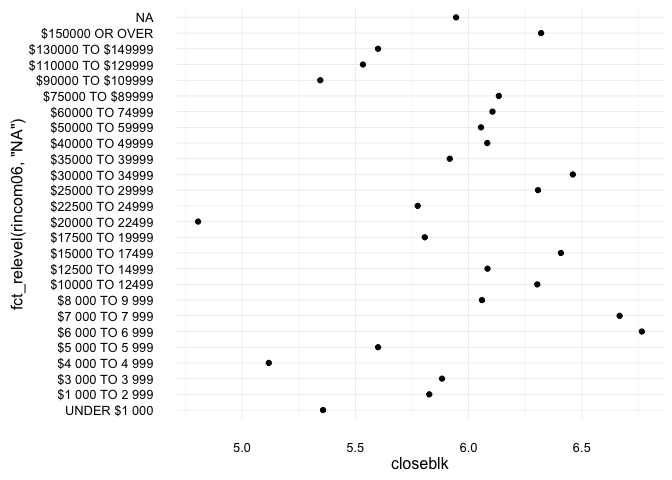 NA
$150000 OR OVER
$130000 TO $149999
$110000 TO $129999
$90000 TO $109999
$75000 TO $89999
$60000 TO 74999
$50000 TO 59999
$40000 TO 49999
$35000 TO 39999
$30000 TO 34999
$25000 TO 29999
$22500 TO 24999
$20000 TO 22499
$17500 TO 19999
$15000 TO 17499
$12500 TO 14999
$10000 TO 12499
$8 000 TO 9 999
$7 000 TO 7 999
$6 000 TO 6 999
$5 000 TO 5 999
$4 000 TO 4 999
$3 000 TO 3 999
$1 000 TO 2 999
UNDER $1 000
fct_relevel(rincom06, "NA")
5.0 5.5 6.0 6.5
closeblk